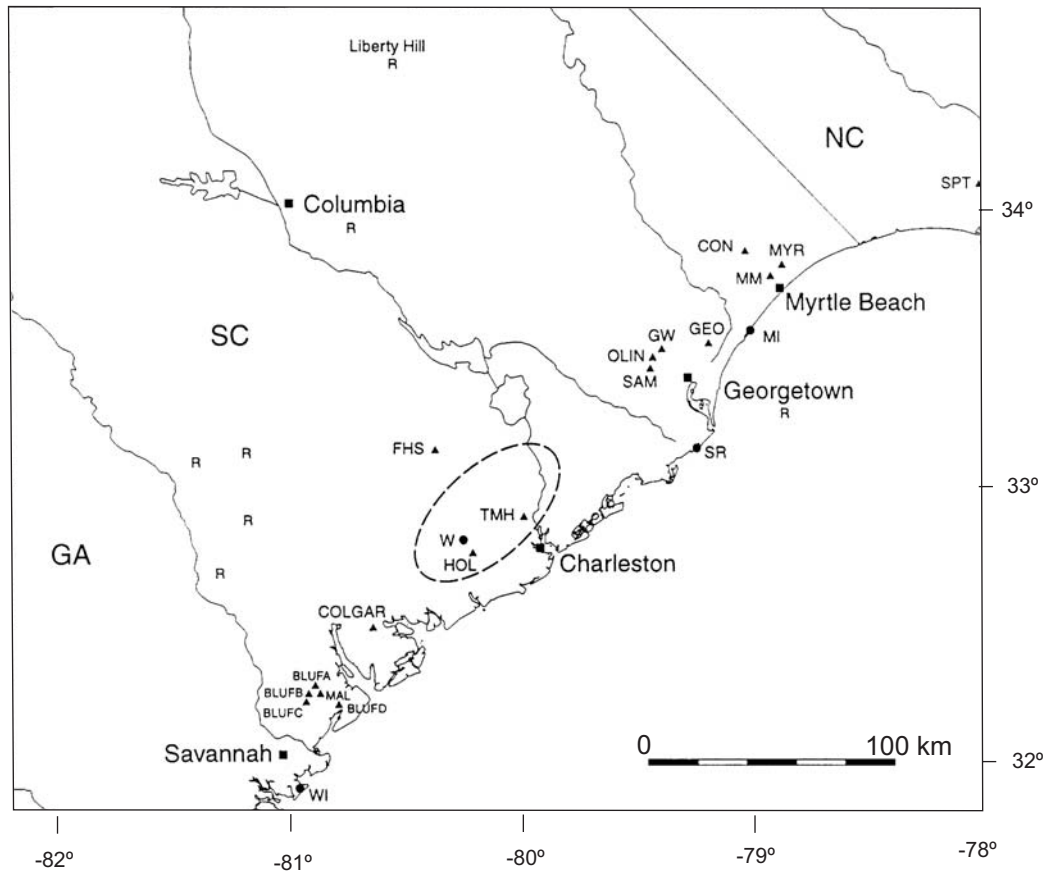 Liberty Hill
R
NC
SPT
Columbia
34º
R
CON
MYR
MM
Myrtle Beach
SC
GEO
MI
GW
OLIN
SAM
Georgetown
R
FHS
SR
R
R
33º
TMH
R
W
GA
HOL
Charleston
R
COLGAR
BLUFA
BLUFB
MAL
BLUFC
BLUFD
0
100 km
Savannah
32º
WI
-82º
-81º
-80º
-79º
-78º